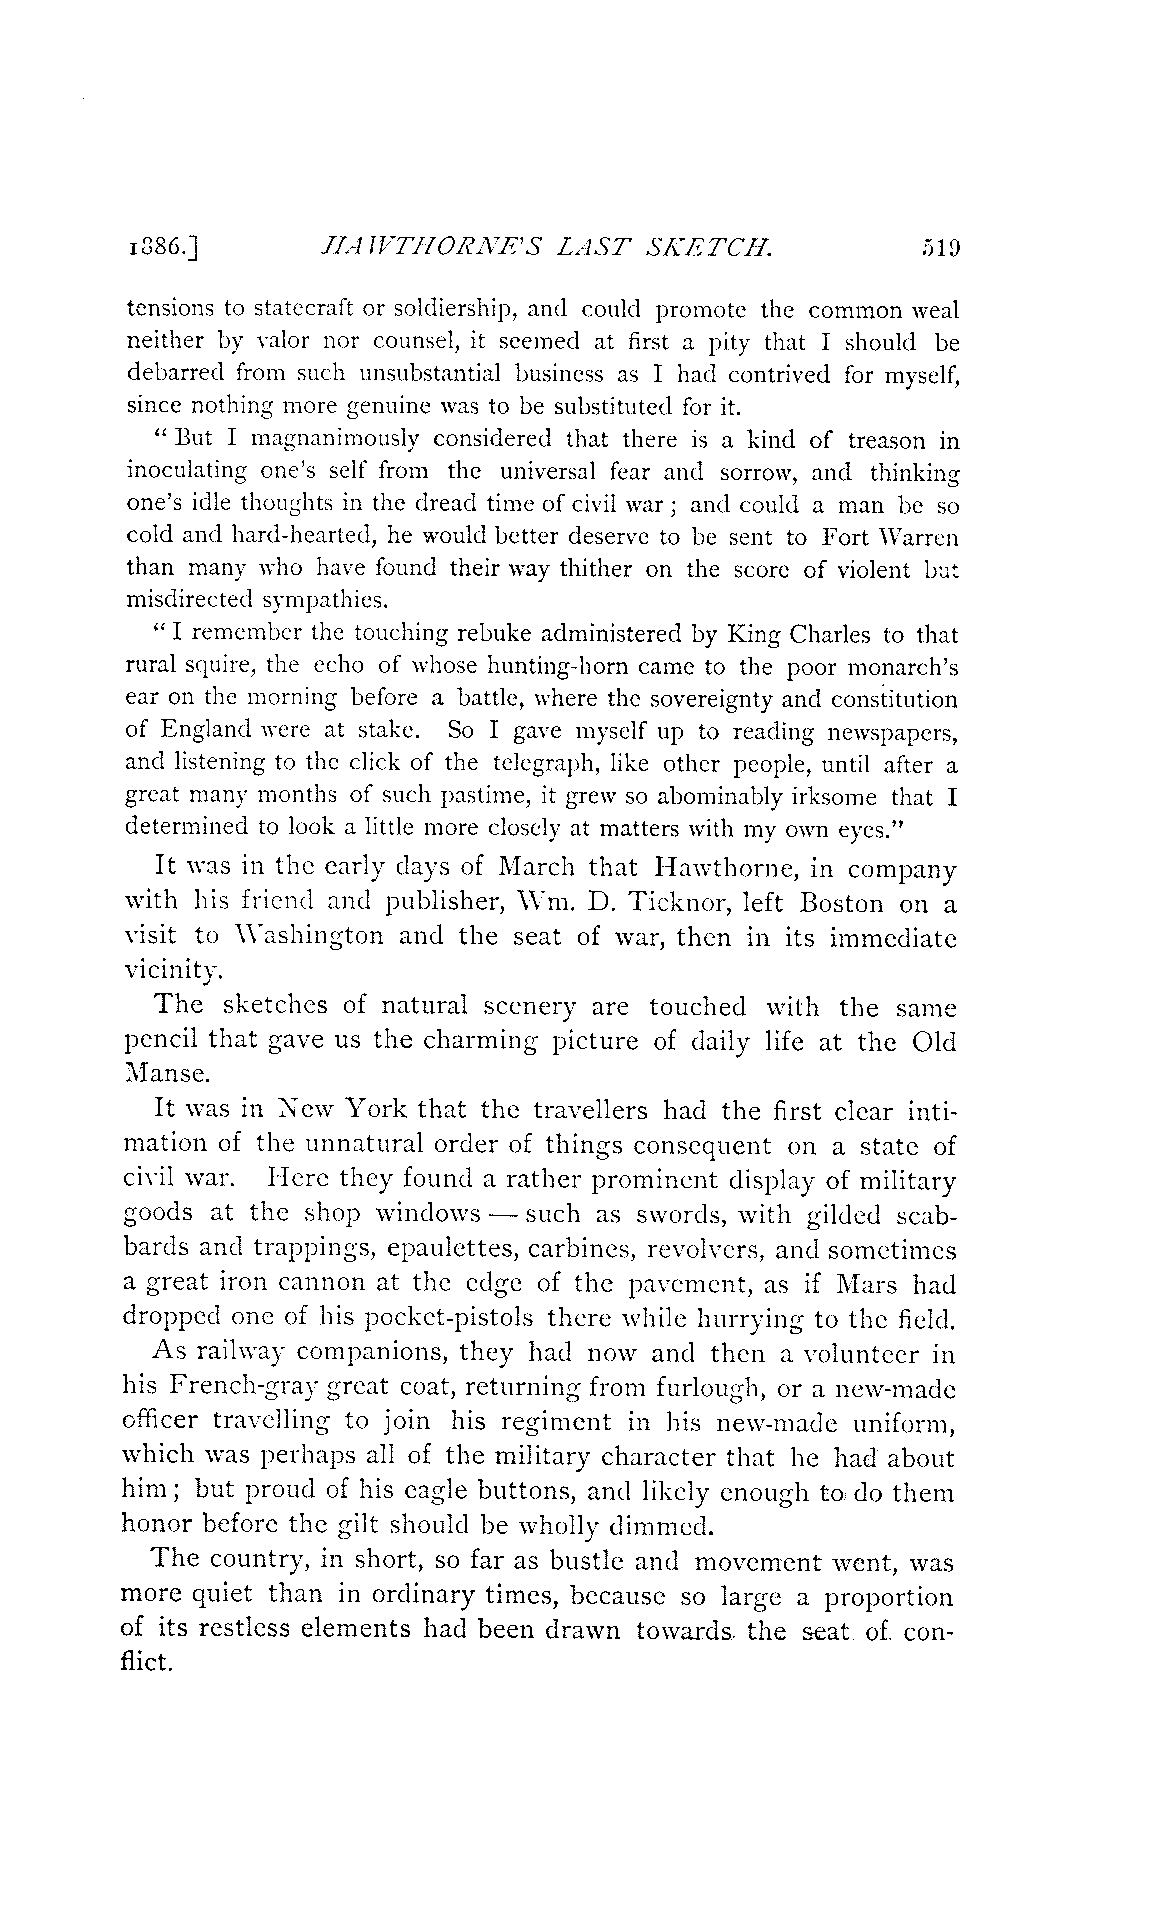 1886.] HAWTHORNE'S LAST SKETCH. 519
tensions to statecraft or soldiership, and could promote the common weal
neither by valor nor counsel, it seemed at first a pity that I should be
debarred from such unsubstantial business as I had contrived for myself,
since nothing more genuine was to be substituted for it.
"But I magnanimously considered that there is a kind of treason in
inoculating one's self from the universal fear and sorrow, and thinking
one's idle thoughts in the dread time of civil war; and could a man be so
cold and hard-hearted, he would better deserve to be sent to Fort Warren
than many who have found their way thither on the score of violent but
misdirected sympathies.
"I remember the touching rebuke administered by King Charles to that
rural squire, the echo of whose hunting-horn came to the poor monarch's
ear on the morning before a battle, where the sovereignty and constitution
of England were at stake. So I gave myself up to reading newspapers,
and listening to the click of the telegraph, like other people, until after a
great many months of such pastime, it grew so abominably irksome that I
determined to look a little more closely at matters with my own eyes."
It was in the early days of March that Hawthorne, in company
with his friend and publisher, Wm. D. Ticknor, left Boston on a
visit to Washington and the seat of war, then in its immediate
vicinity.
The sketches of natural scenery are touched with the same
pencil that gave us the charming picture of daily life at the Old
Manse.
It was in New York that the travellers had the first clear inti-
mation of the unnatural order of things consequent on a state of
civil war. Here they found a rather prominent display of military
goods at the shop windows — such as swords, with gilded scab-
bards and trappings, epaulettes, carbines, revolvers, and sometimes
a great iron cannon at the edge of the pavement, as if Mars had
dropped one of his pocket-pistols there while hurrying to the field.
As railway companions, they had now and then a volunteer in
his French-gray great coat, returning from furlough, or a new-made
officer travelling to join his regiment in his new-made uniform,
which was perhaps all of the military character that he had about
him; but proud of his eagle buttons, and likely enough to do them
honor before the gilt should be wholly dimmed.
The country, in short, so far as bustle and movement went, was
more quiet than in ordinary times, because so large a proportion
of its restless elements had been drawn towards the seat of con-
flict.